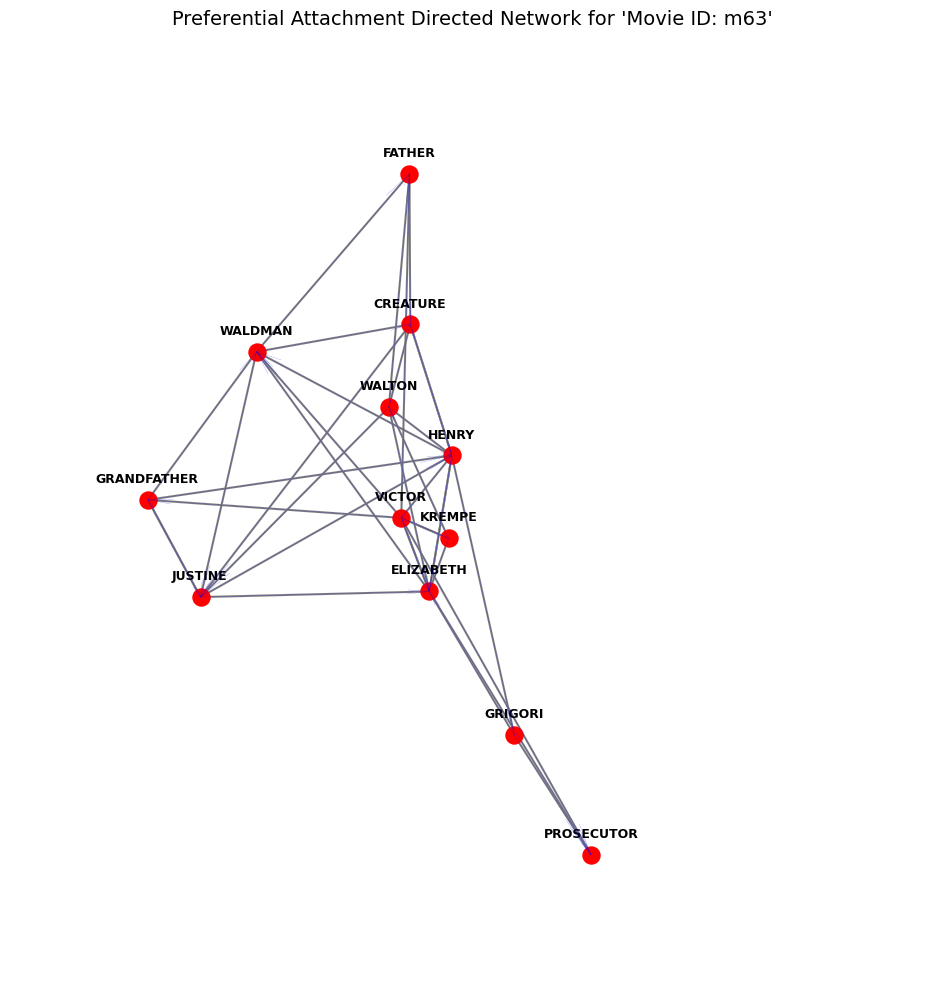 Preferential Attachment Directed Network for 'Movie ID: m63'
FATHER
CREATURE
WALDMAN
WALTON
HENRY
GRANDFATHER
VICTOR
KREMPE
ELIZABETH
JUSTINE
GRIGORI
PROSECUTOR